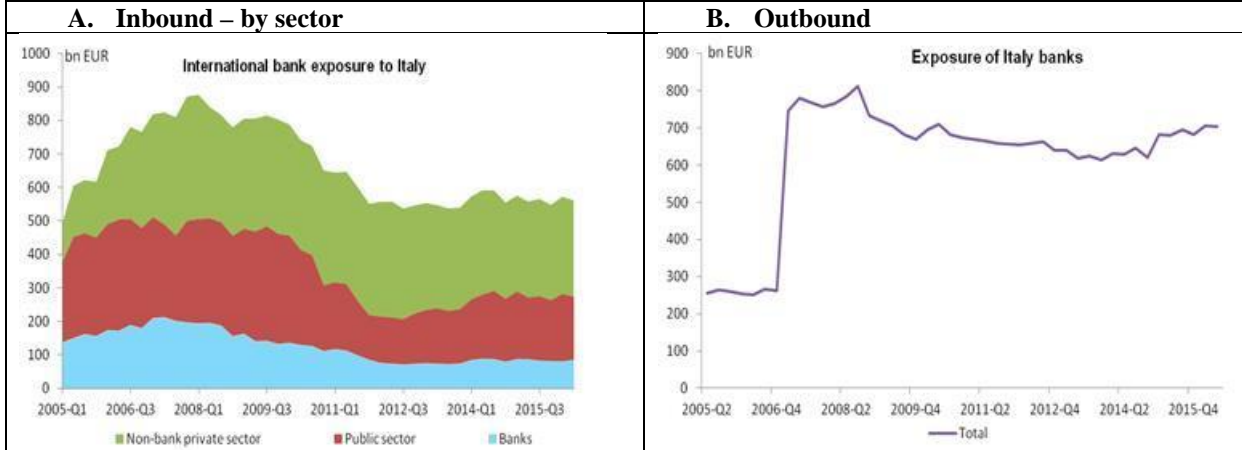 A. Inbound – by sector
B. Outbound
bn EUR
International bank exposure to Italy
1000
900
800
700
600
500
400
300
200
100
0
2005-Q1 2006-Q3 2008-Q1 2009-Q3 2011-Q1 2012-Q3 2014-Q1 2015-Q3
Non-bank private sector Public sector Banks
bn EUR
Exposure of Italy banks
900
800
700
600
500
400
300
200
100
0
2005-Q2 2006-Q4 2008-Q2 2009-Q4 2011-Q2 2012-Q4 2014-Q2 2015-Q4
Total